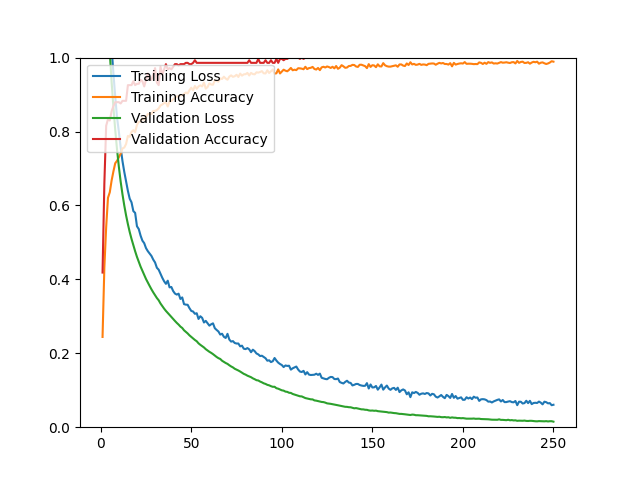 1.0
0.8
0.6
0.4
0.2
0.0
Training Loss
Training Accuracy
Validation Loss
Validation Accuracy
0 50 100 150 200 250